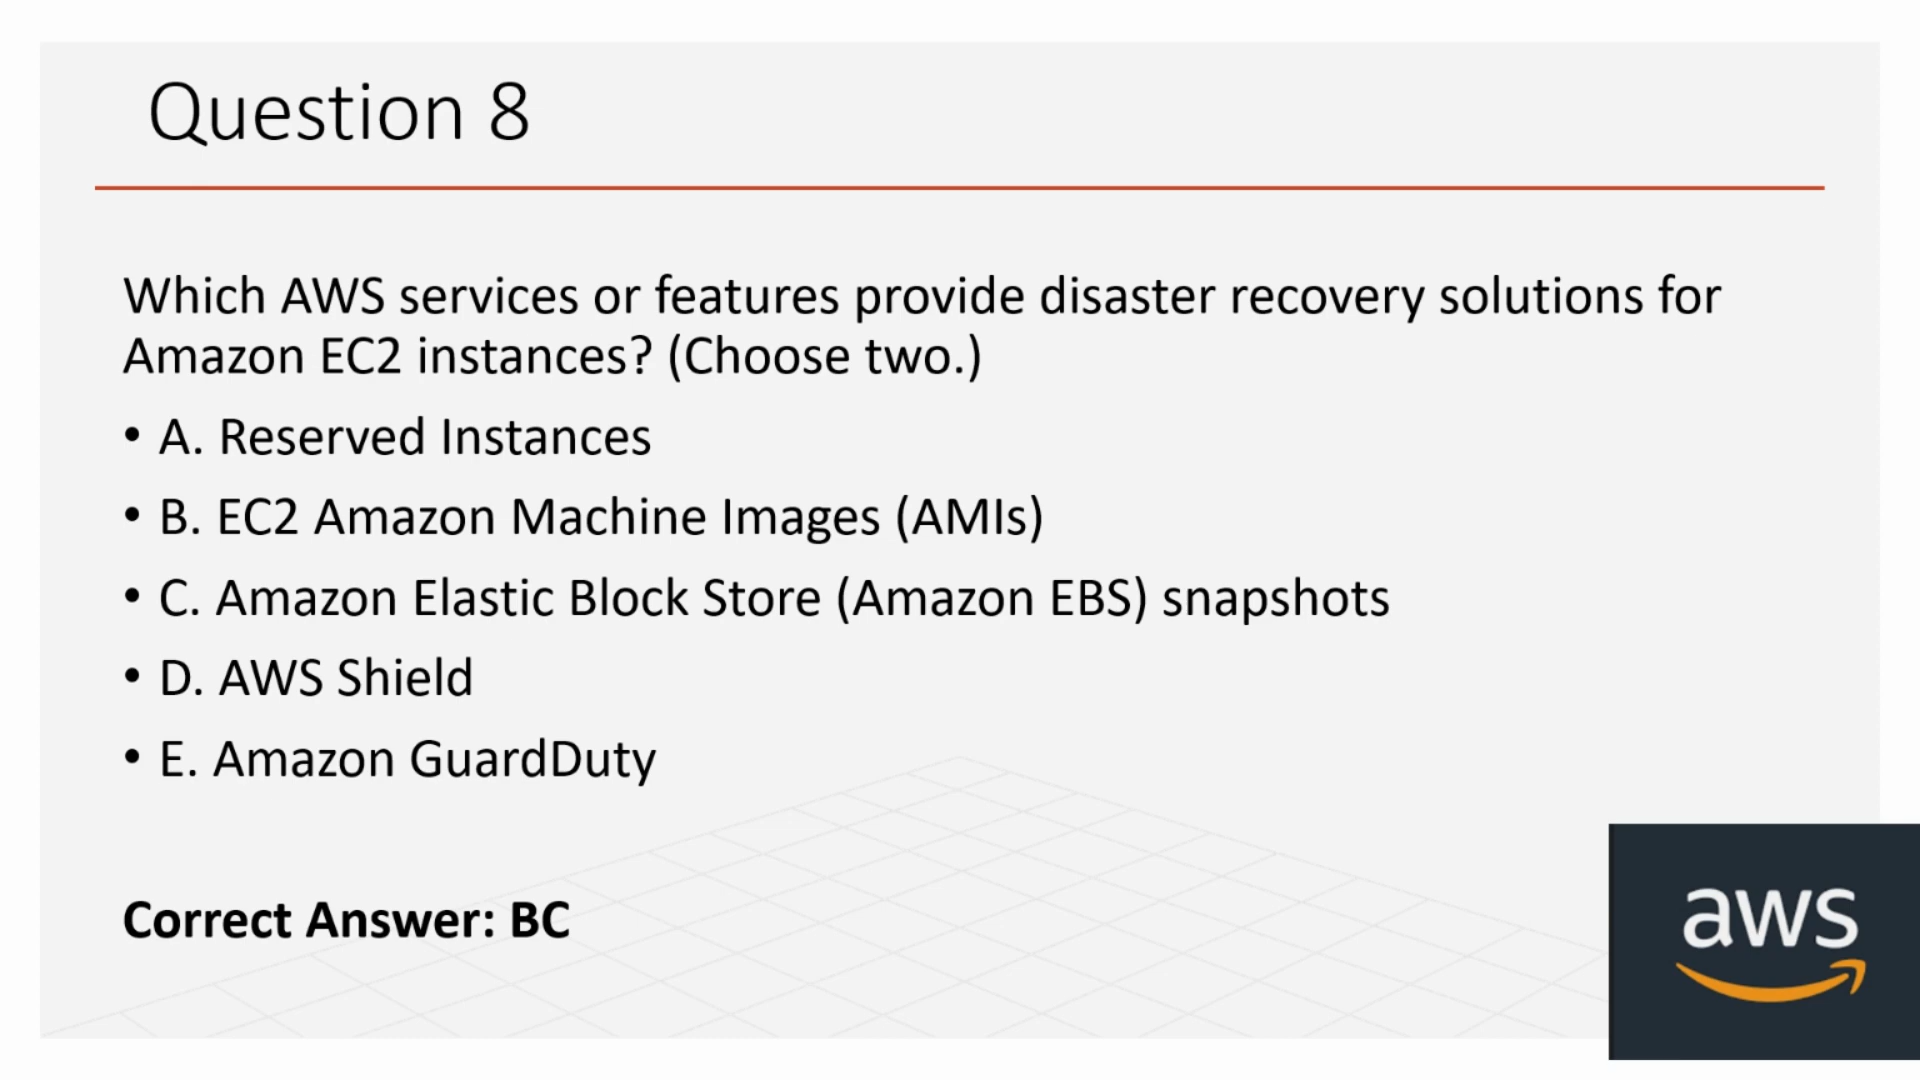 Question 8
Which AWS services or features provide disaster recovery solutions for
Amazon EC2 instances? (Choose two.)
• A. Reserved Instances
• B. EC2 Amazon Machine Images (AMIs)
• C. Amazon Elastic Block Store (Amazon EBS) snapshots
• D. AWS Shield
• E. Amazon GuardDuty
Correct Answer: BC
aws